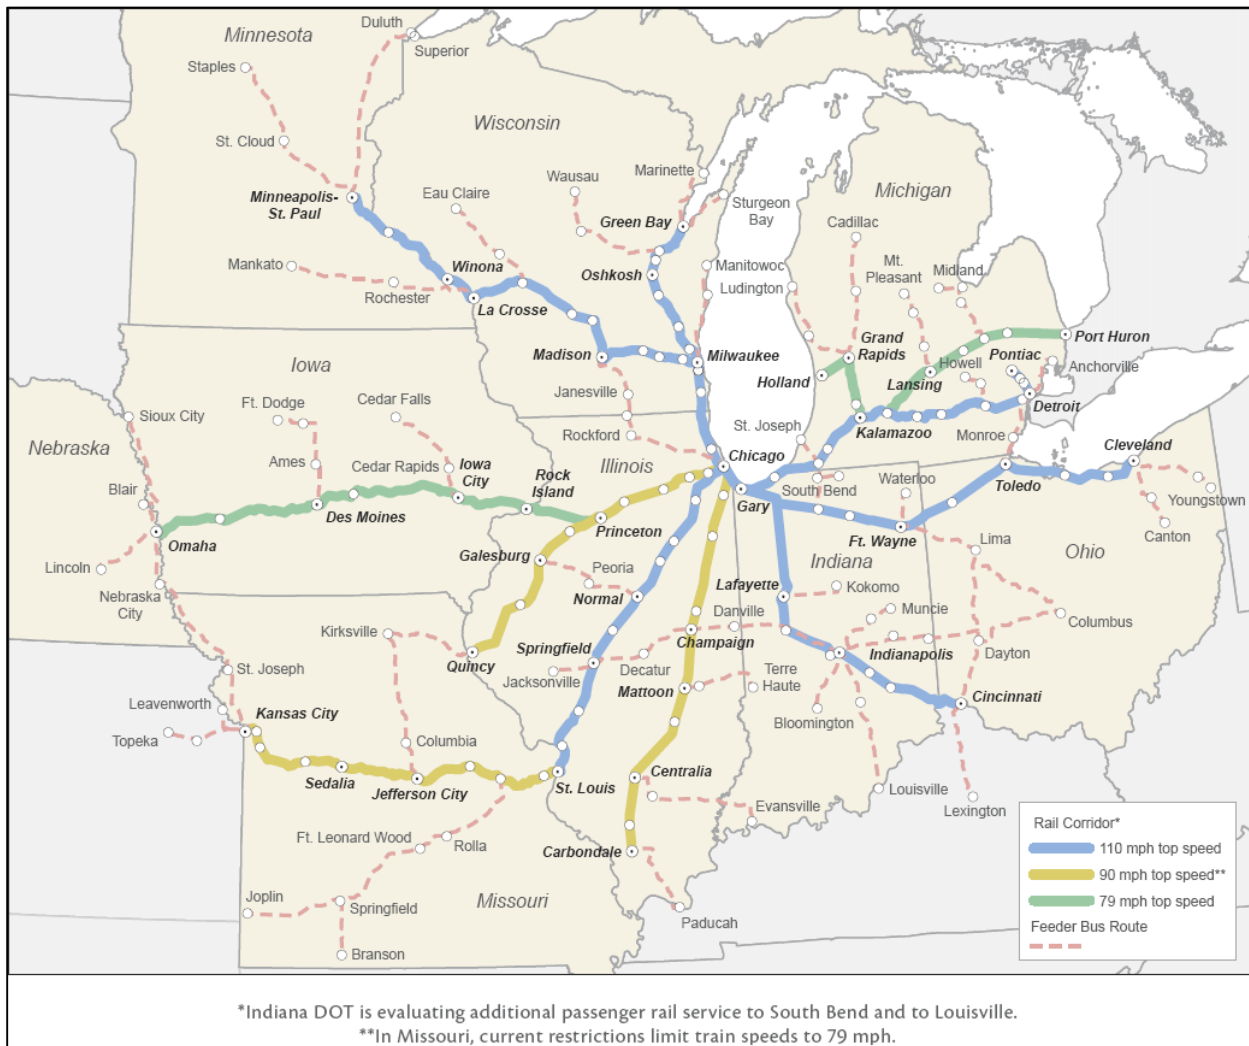 Duluth
Minnesota
Superior
Staples
Wisconsin
St. Cloud
Marinette
Wausau
Michigan
Minneapolis-
St. Paul
Eau Claire
Sturgeon
Bay
Green Bay
Cadillac
Mankato
Winona
Oshkosh
Manitowoc
Mt.
Pleasant
Midland
Ludington
Rochester
La Crosse
Grand
Rapids
Port Huron
Madison
Milwaukee
Pontiac
Iowa
Holland
Lansing
Howell
Anchorville
Janesville
Sioux City
Ft. Dodge
Cedar Falls
Detroit
St. Joseph
Kalamazoo
Monroe
Cleveland
Nebraska
Rockford
Chicago
Ames
Cedar Rapids
Iowa
City
Illinois
Rock
Island
Toledo
Blair
South Bend
Waterloo
Gary
Youngstown
Des Moines
Princeton
Ft. Wayne
Canton
Omaha
Galesburg
Lima
Ohio
Indiana
Lincoln
Peoria
Lafayette
Kokomo
Nebraska
City
Normal
Danville
Muncie
Columbus
Kirksville
Springfield
Champaign
Indianapolis
Dayton
Quincy
Decatur
St. Joseph
Jacksonville
Mattoon
Terre
Haute
Leavenworth
Cincinnati
Kansas City
Bloomington
Topeka
Columbia
Centralia
Sedalia
Jefferson City
St. Louis
Louisville
Evansville
Lexington
Ft. Leonard Wood
Rolla
Carbondale
Joplin
Springfield
Missouri
Paducah
Branson
Rail Corridor*
110 mph top speed
90 mph top speed**
79 mph top speed
Feeder Bus Route
*Indiana DOT is evaluating additional passenger rail service to South Bend and to Louisville.
**In Missouri, current restrictions limit train speeds to 79 mph.